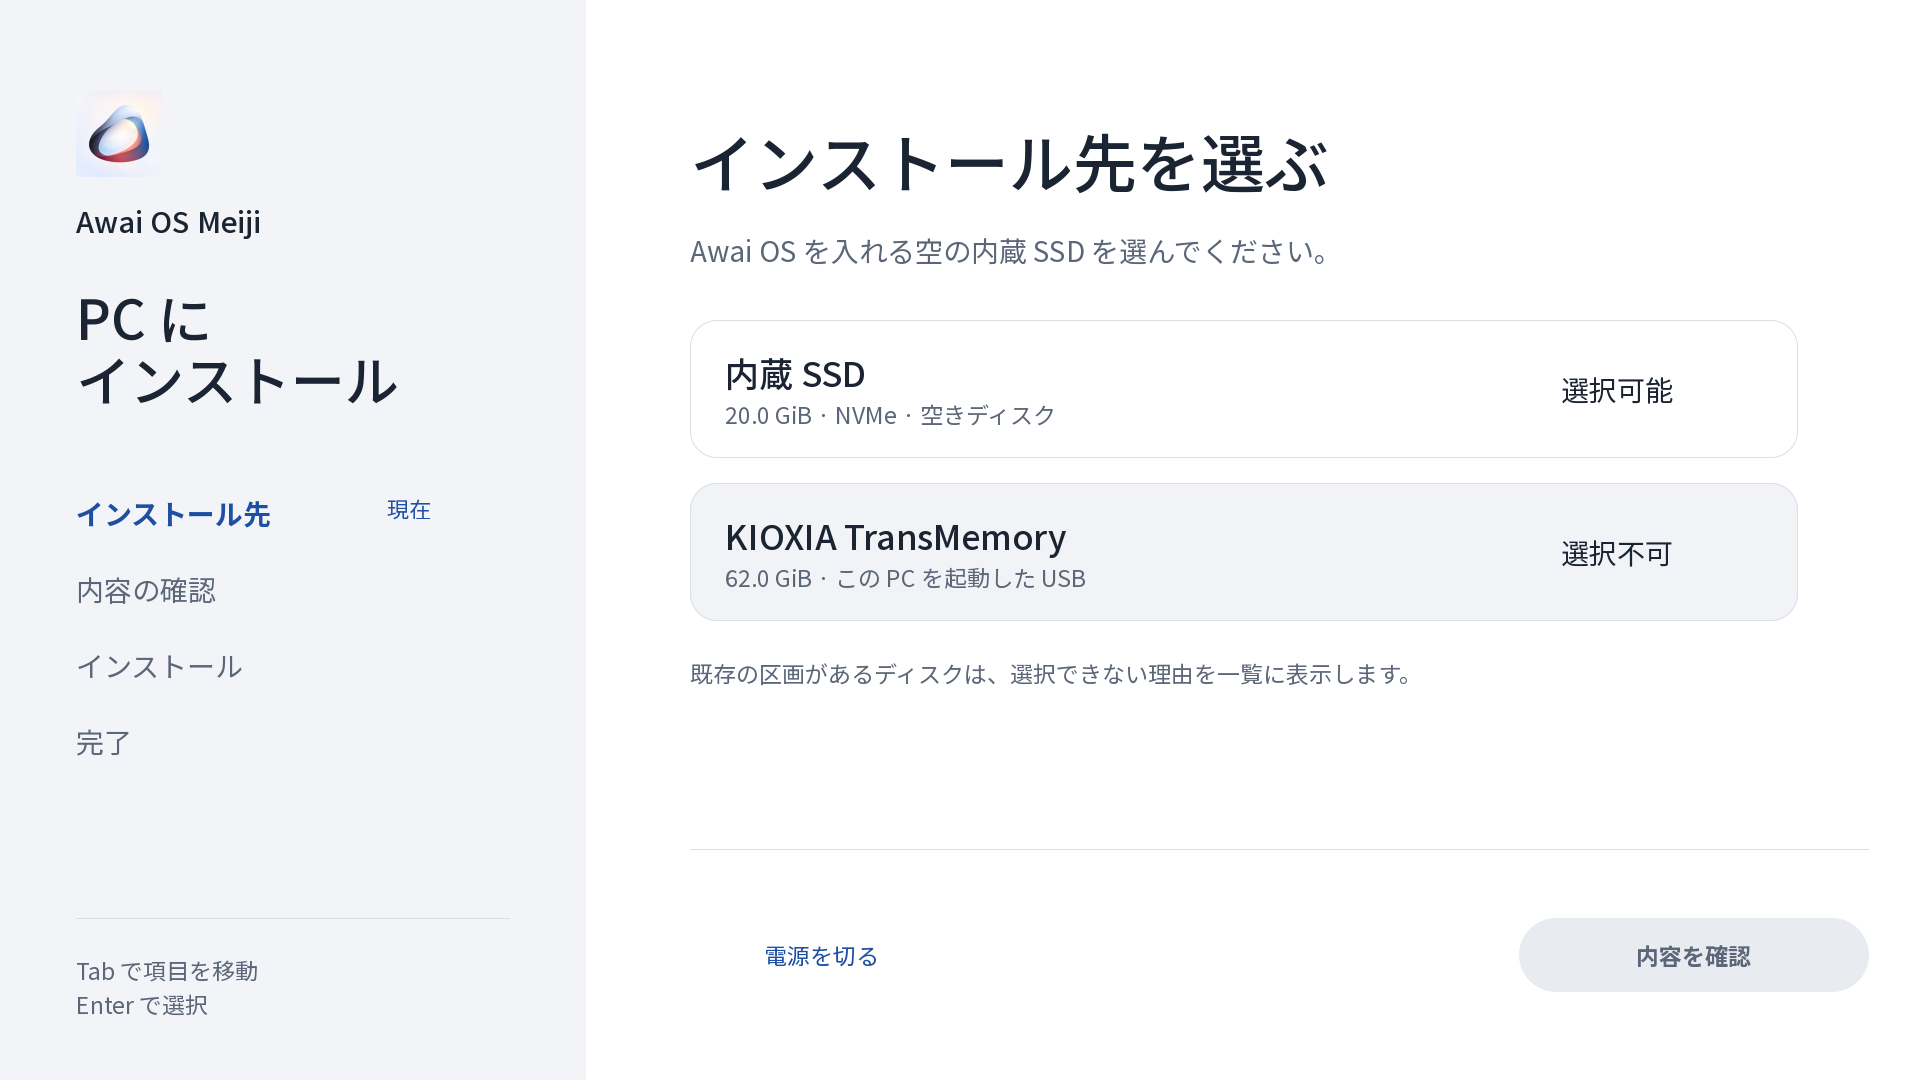 Awai OS Meiji
PC に
インストール
インストール先
現在
内容の確認
インストール
完了
Tab で項目を移動
Enter で選択
インストール先を選ぶ
Awai OS を入れる空の内蔵 SSD を選んでください。
内蔵 SSD
20.0 GiB · NVMe · 空きディスク
選択可能
KIOXIA TransMemory
62.0 GiB · この PC を起動した USB
選択不可
既存の区画があるディスクは、選択できない理由を一覧に表示します。
電源を切る
内容を確認